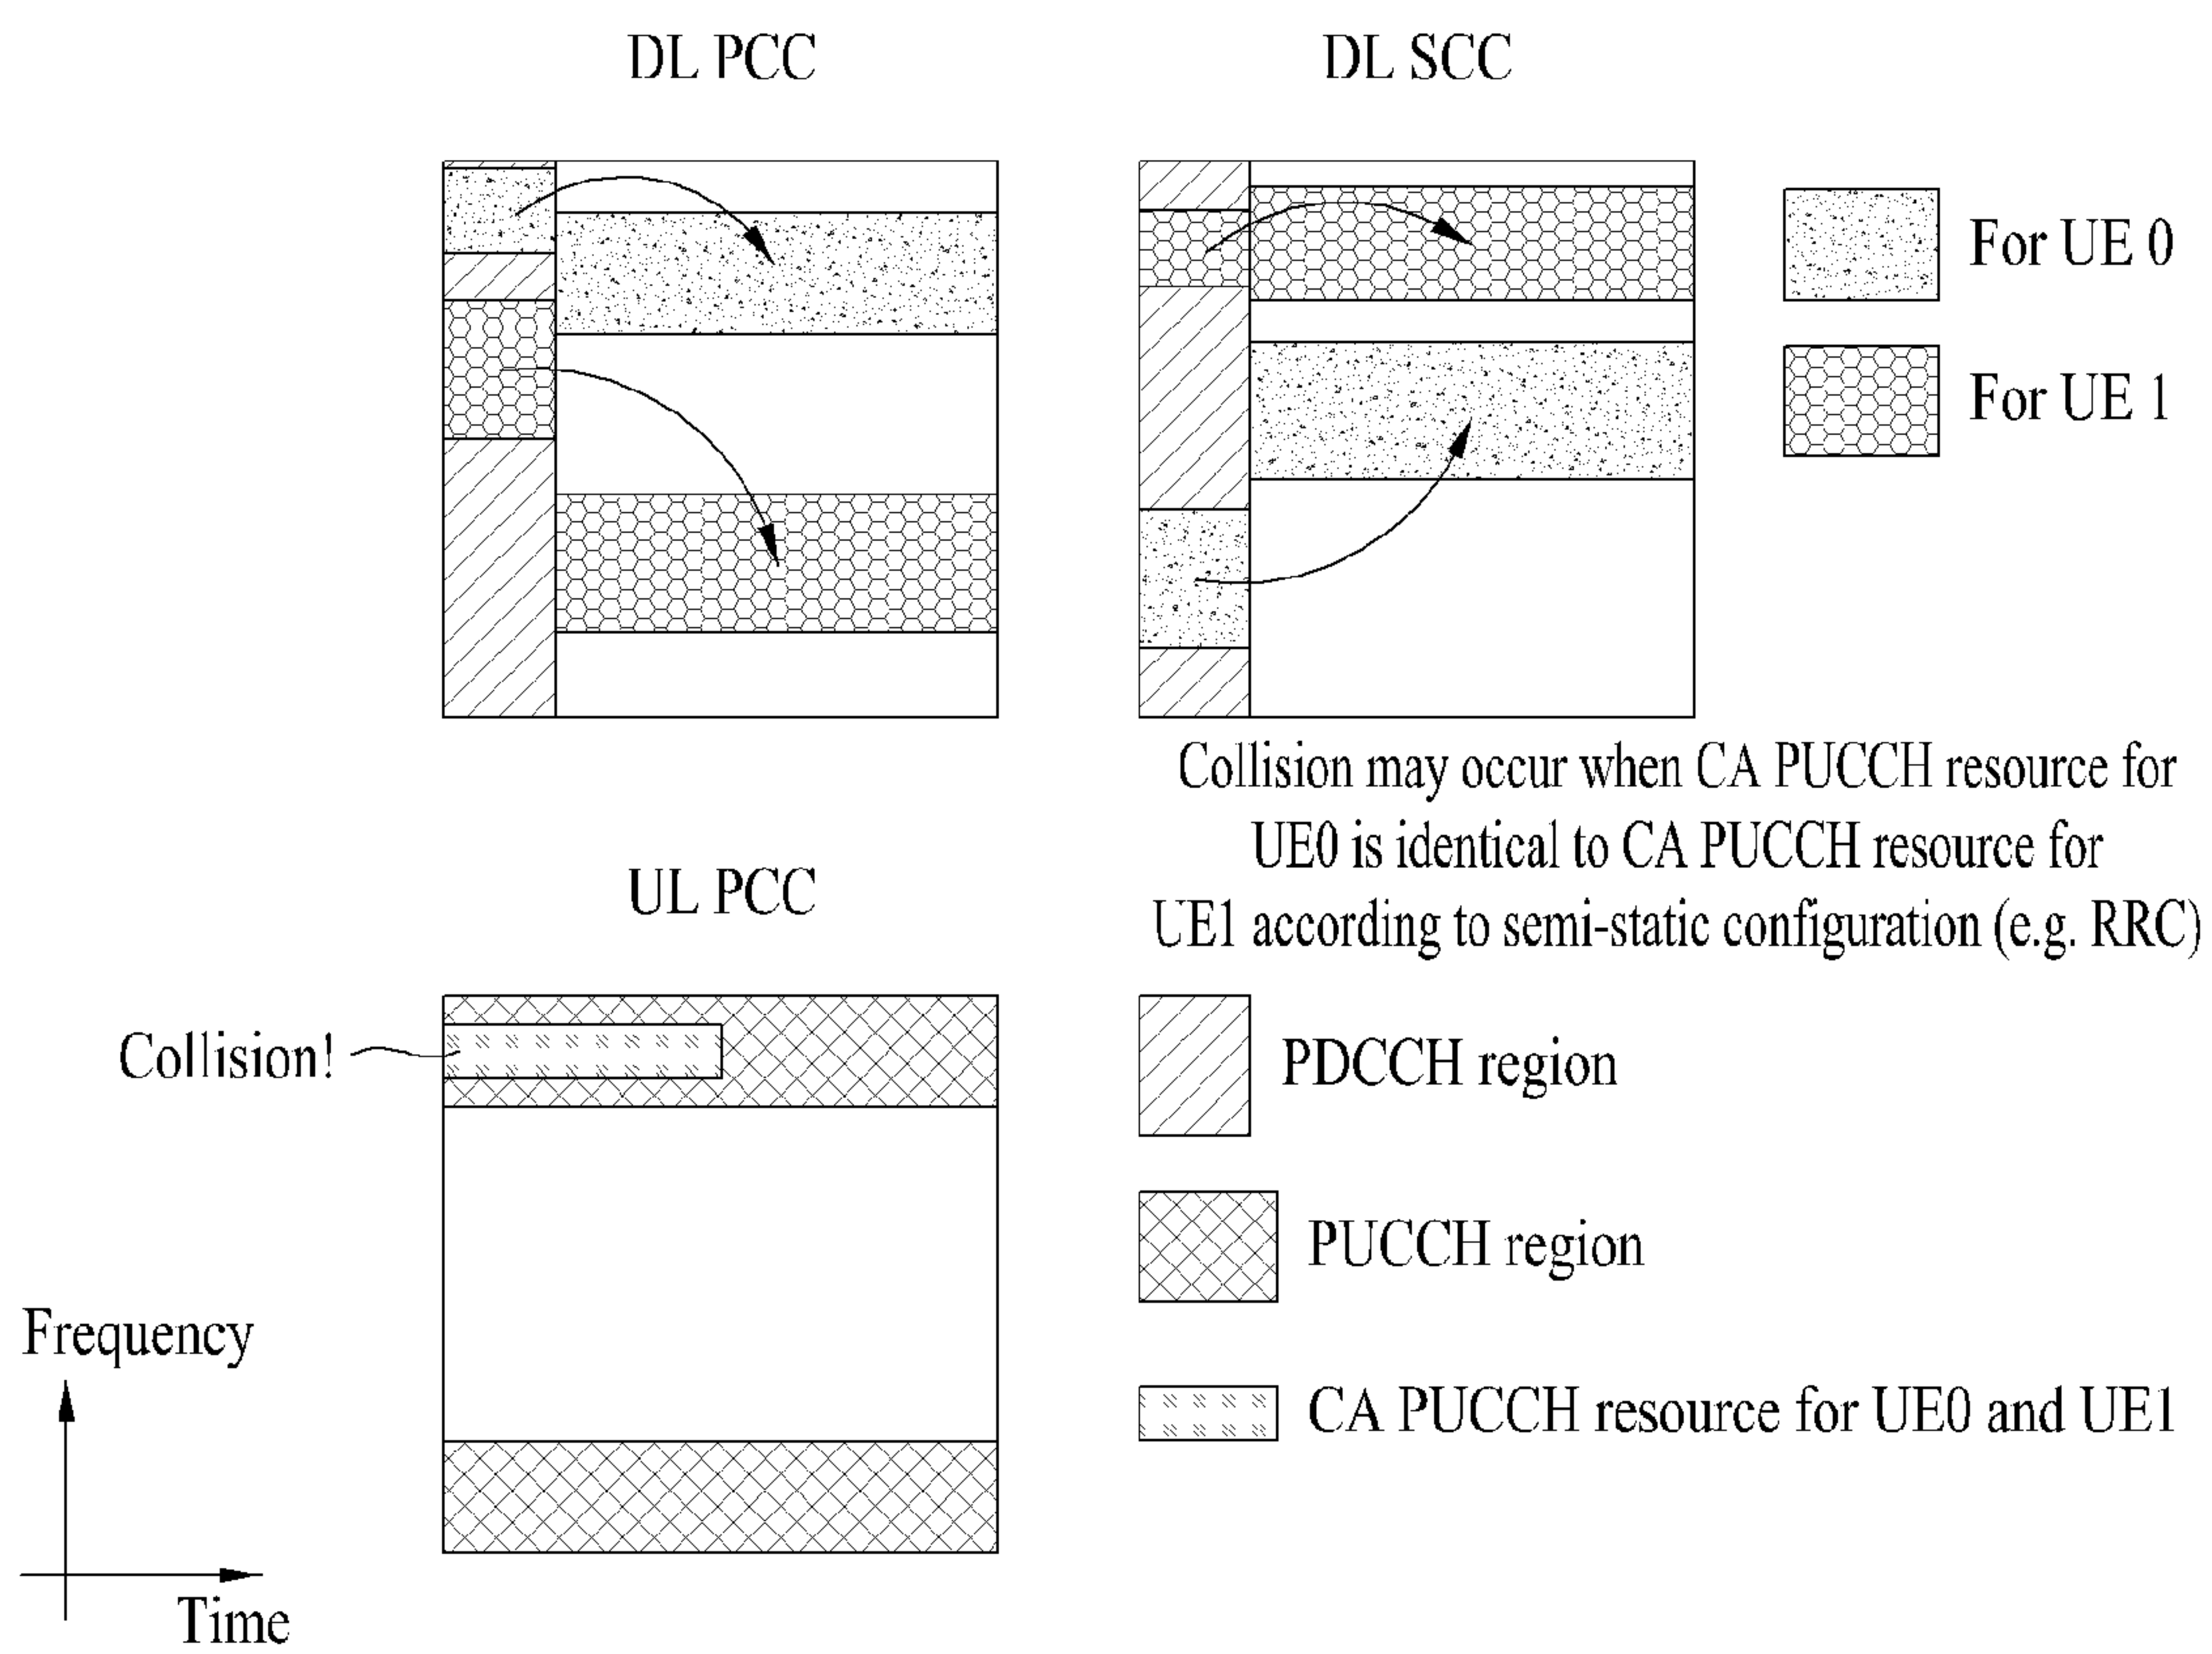 DL PCC
DL SCC
For UE 0
For UE 1
Collision may occur when CA PUCCH resource for
UE0 is identical to CA PUCCH resource for
UE1 according to semi-static configuration (e.g. RRC)
UL PCC
Collision!
PDCCH region
PUCCH region
CA PUCCH resource for UE0 and UE1
Frequency
Time